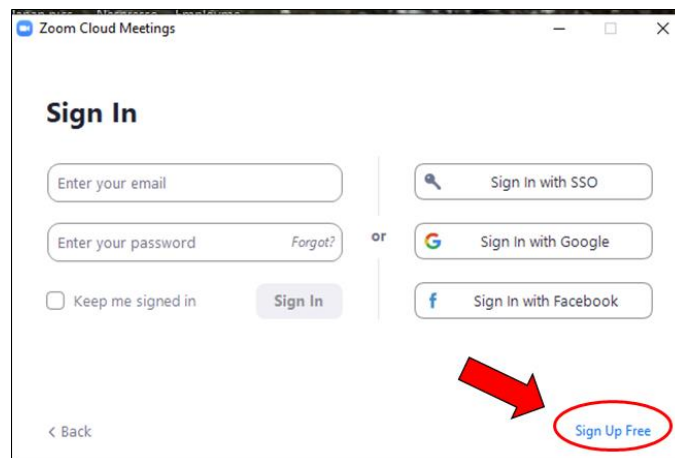 Zoom Cloud Meetings
Sign In
Enter your email
Enter your password Forgot?
Keep me signed in Sign In
or
Sign In with SSO
Sign In with Google
Sign In with Facebook
< Back
Sign Up Free